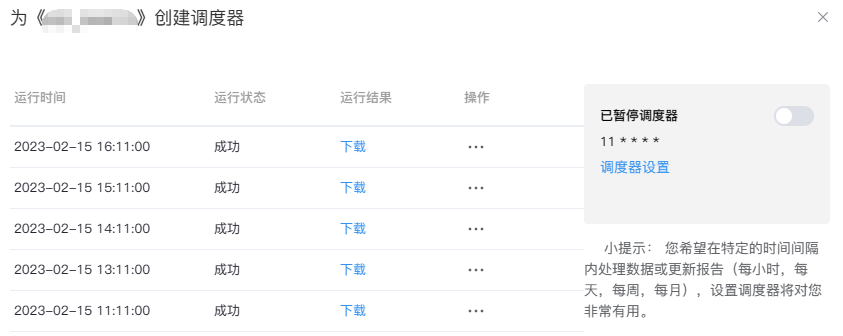 为《》创建调度器
运行时间 运行状态 运行结果 操作
2023-02-15 16:11:00 成功 下载 •••
2023-02-15 15:11:00 成功 下载 •••
2023-02-15 14:11:00 成功 下载 •••
2023-02-15 13:11:00 成功 下载 •••
2023-02-15 11:11:00 成功 下载 •••
已暂停调度器
11 * * * *
调度器设置
小提示： 您希望在特定的时间间隔
内处理数据或更新报告（每小时，每
天，每周，每月），设置调度器将对您
非常有用。